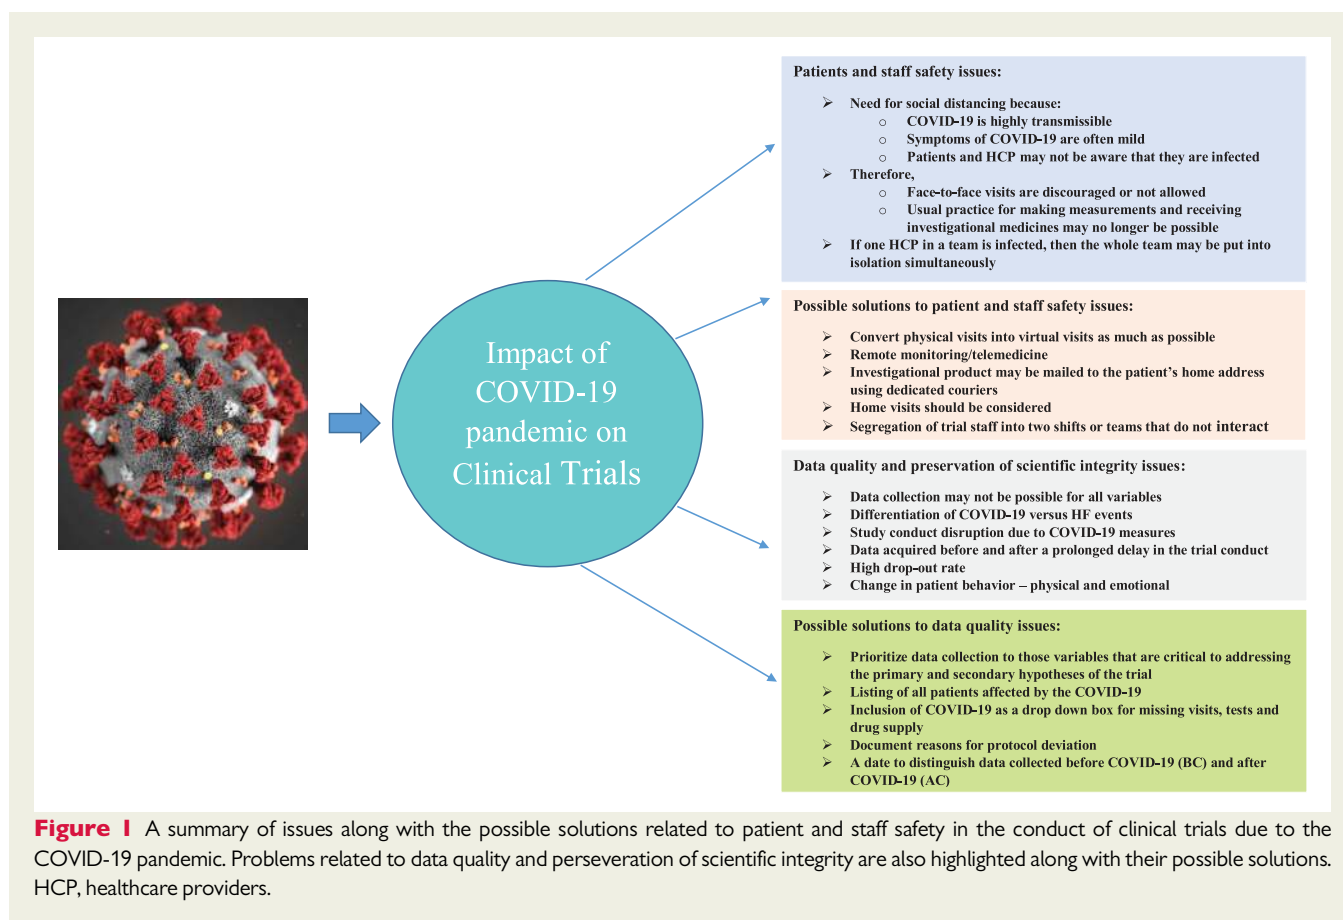 Impact of
COVID-19
pandemic on
Clinical Trials
Patients and staff safety issues:
➢ Need for social distancing because:
o COVID-19 is highly transmissible
o Symptoms of COVID-19 are often mild
o Patients and HCP may not be aware that they are infected
➢ Therefore,
o Face-to-face visits are discouraged or not allowed
o Usual practice for making measurements and receiving
investigational medicines may no longer be possible
➢ If one HCP in a team is infected, then the whole team may be put into
isolation simultaneously
Possible solutions to patient and staff safety issues:
➢ Convert physical visits into virtual visits as much as possible
➢ Remote monitoring/telemedicine
➢ Investigational product may be mailed to the patient's home address
using dedicated couriers
➢ Home visits should be considered
➢ Segregation of trial staff into two shifts or teams that do not interact
Data quality and preservation of scientific integrity issues:
➢ Data collection may not be possible for all variables
➢ Differentiation of COVID-19 versus HF events
➢ Study conduct disruption due to COVID-19 measures
➢ Data acquired before and after a prolonged delay in the trial conduct
➢ High drop-out rate
➢ Change in patient behavior – physical and emotional
Possible solutions to data quality issues:
➢ Prioritize data collection to those variables that are critical to addressing
the primary and secondary hypotheses of the trial
➢ Listing of all patients affected by the COVID-19
➢ Inclusion of COVID-19 as a drop down box for missing visits, tests and
drug supply
➢ Document reasons for protocol deviation
➢ A date to distinguish data collected before COVID-19 (BC) and after
COVID-19 (AC)
Figure 1 A summary of issues along with the possible solutions related to patient and staff safety in the conduct of clinical trials due to the
COVID-19 pandemic. Problems related to data quality and perseveration of scientific integrity are also highlighted along with their possible solutions.
HCP, healthcare providers.